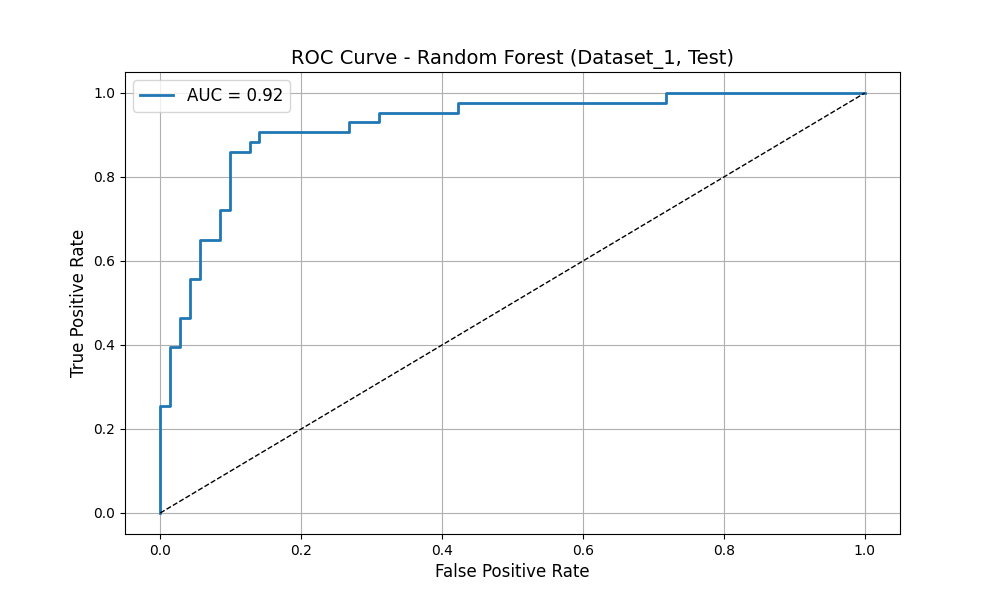 ROC Curve - Random Forest (Dataset_1, Test)
AUC = 0.92
True Positive Rate
1.0
0.8
0.6
0.4
0.2
0.0
0.0 0.2 0.4 0.6 0.8 1.0
False Positive Rate